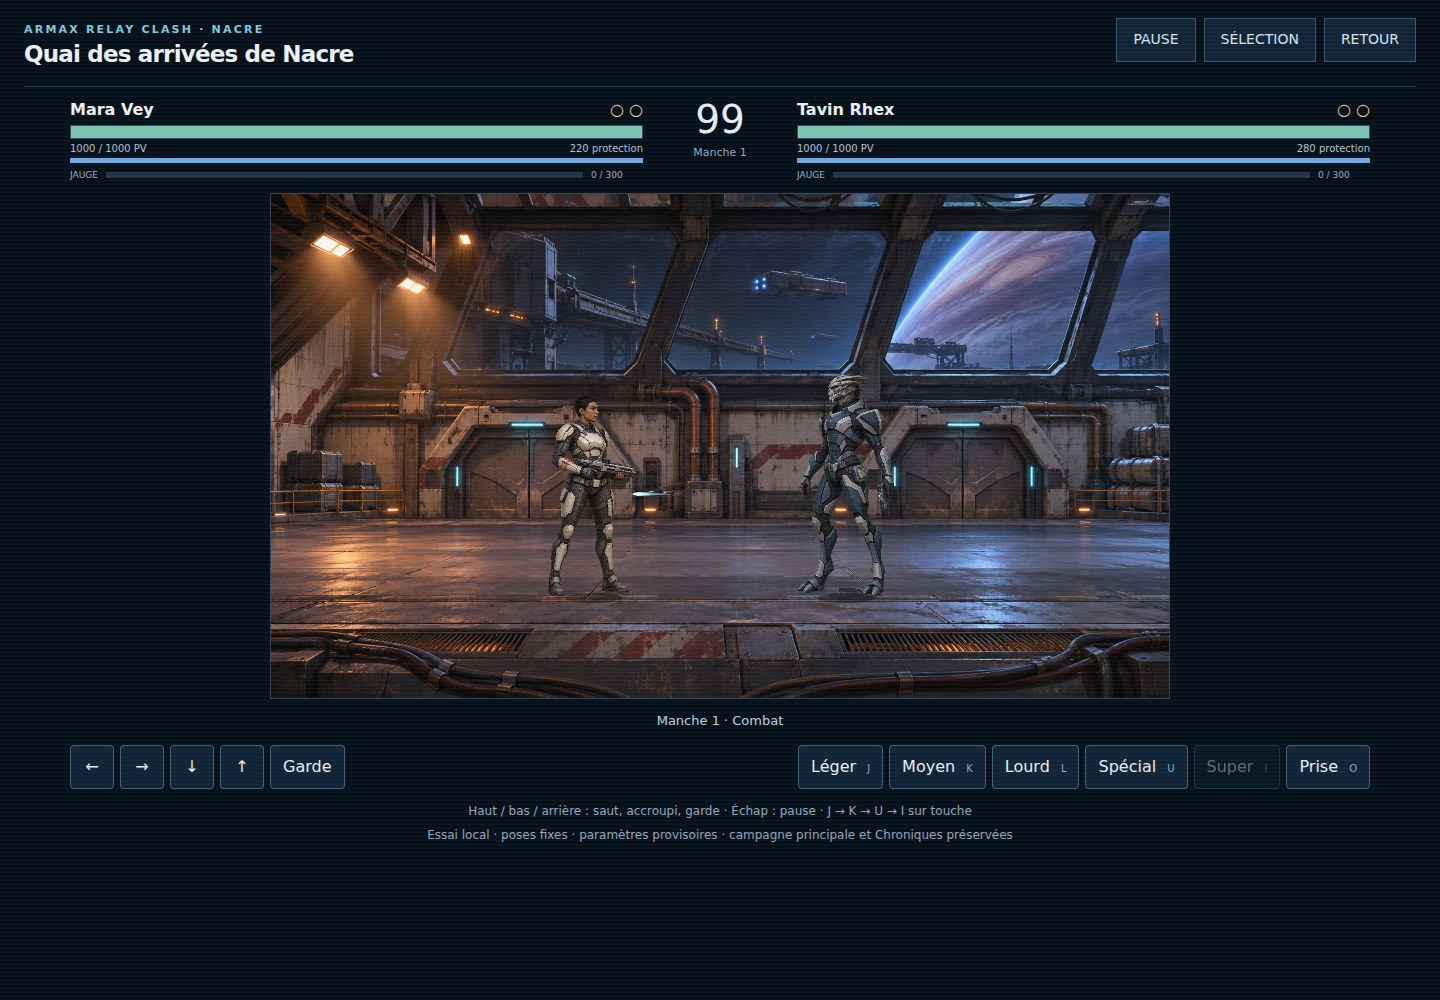 ARMAX RELAY CLASH · NACRE
Quai des arrivées de Nacre
PAUSE
SÉLECTION
RETOUR
Mara Vey
1000 / 1000 PV
220 protection
JAUGE
0 / 300
99
Manche 1
Tavin Rhex
1000 / 1000 PV
280 protection
JAUGE
0 / 300
Manche 1 · Combat
← → ↓ ↑ Garde
Léger J
Moyen K
Lourd L
Spécial U
Super I
Prise O
Haut / bas / arrière : saut, accroupi, garde · Échap : pause · J → K → U → I sur touche
Essai local · poses fixes · paramètres provisoires · campagne principale et Chroniques préservées